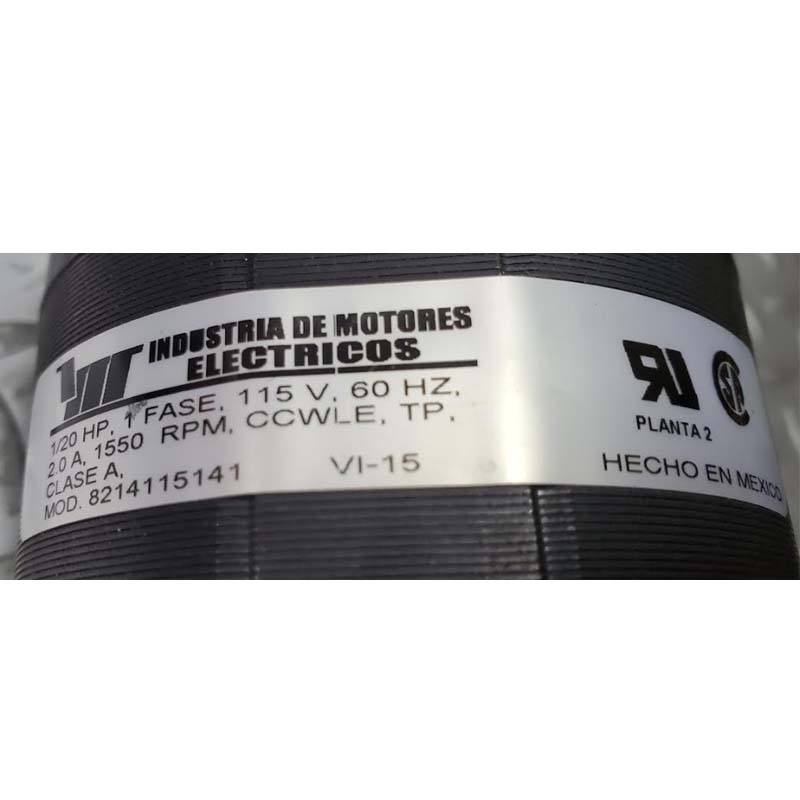 INDUSTRIA DE MOTORES
ELECTRICOS
1/20 HP, 1 FASE, 115 V, 60 HZ,
2.0 A, 1550 RPM, CCWLE, TP,
CLASE A,
MOD. 8214115141 VI-15
PLANTA 2
HECHO EN MEXICO